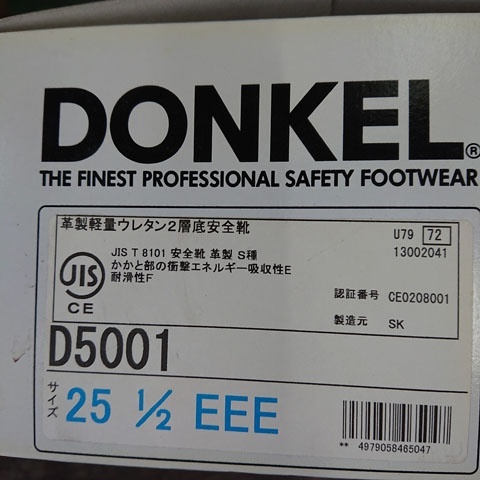 DONKEL®
THE FINEST PROFESSIONAL SAFETY FOOTWEAR
革製軽量ウレタン2層底安全靴
U79 72
13002041
JIS T 8101 安全靴 革製 S種
かかと部の衝撃エネルギー吸収性E
耐滑性F
JIS
CE
認証番号 CE0208001
製造元 SK
D5001
サイズ 25 ½ EEE
** 4979058465047